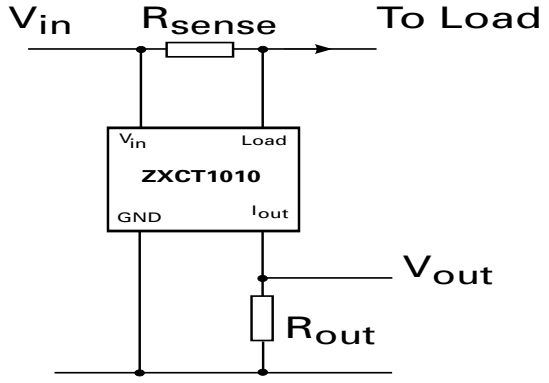 Vin Rsense To Load
Vin Load
ZXCT1010
GND Iout
Vout
Rout